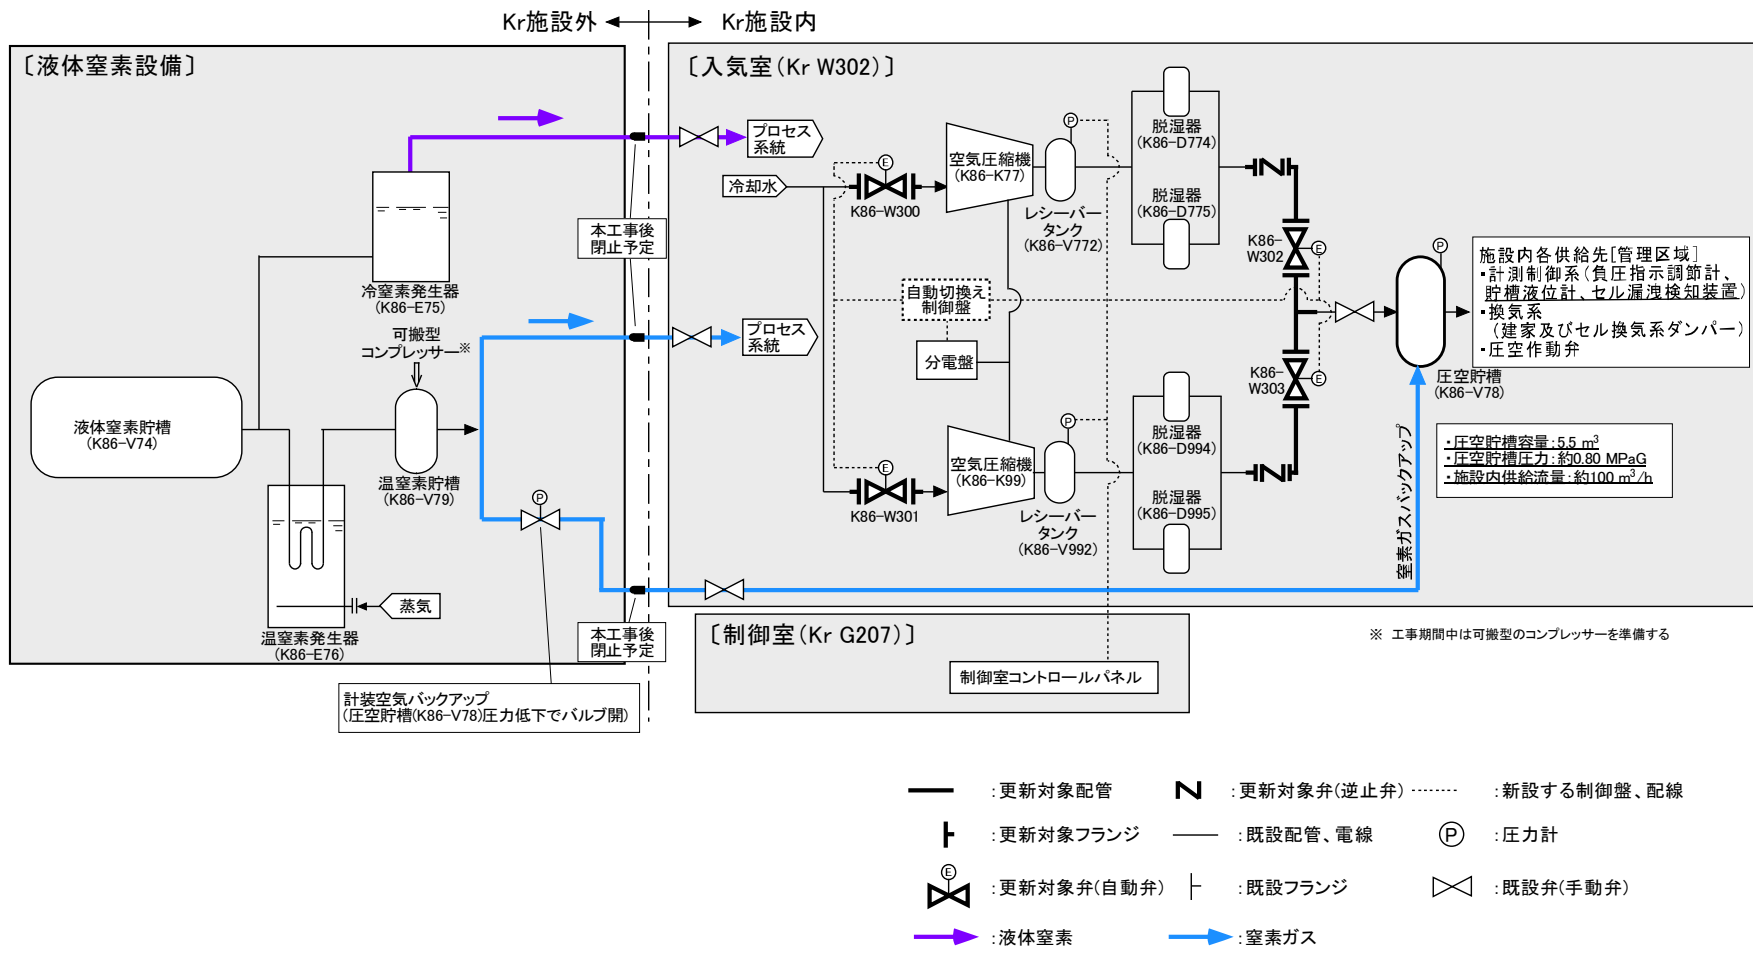 Kr施設外
Kr施設内
〔液体窒素設備〕
〔入気室(Kr W302)〕
プロセス
系統
冷却水
E
K86-W300
空気圧縮機
(K86-K77)
P
レシーバー
タンク
(K86-V772)
脱湿器
(K86-D774)
脱湿器
(K86-D775)
K86-
W302
E
P
施設内各供給先[管理区域]
・計測制御系(負圧指示調節計、
貯槽液位計、セル漏洩検知装置)
・換気系
(建家及びセル換気系ダンパー)
・圧空作動弁
本工事後
閉止予定
冷窒素発生器
(K86-E75)
自動切換え
制御盤
可搬型
コンプレッサー※
プロセス
系統
分電盤
K86-
W303
E
圧空貯槽
(K86-V78)
液体窒素貯槽
(K86-V74)
温窒素貯槽
(K86-V79)
P
E
K86-W301
空気圧縮機
(K86-K99)
P
レシーバー
タンク
(K86-V992)
脱湿器
(K86-D994)
脱湿器
(K86-D995)
窒素ガスバックアップ
・圧空貯槽容量:5.5 m³
・圧空貯槽圧力:約0.80 MPaG
・施設内供給流量:約100 m³/h
蒸気
温窒素発生器
(K86-E76)
本工事後
閉止予定
〔制御室(Kr G207)〕
※ 工事期間中は可搬型のコンプレッサーを準備する
制御室コントロールパネル
計装空気バックアップ
(圧空貯槽(K86-V78)圧力低下でバルブ開)
:更新対象配管
:更新対象弁(逆止弁)
:新設する制御盤、配線
:更新対象フランジ
:既設配管、電線
P
:圧力計
E
:更新対象弁(自動弁)
:既設フランジ
:既設弁(手動弁)
:液体窒素
:窒素ガス